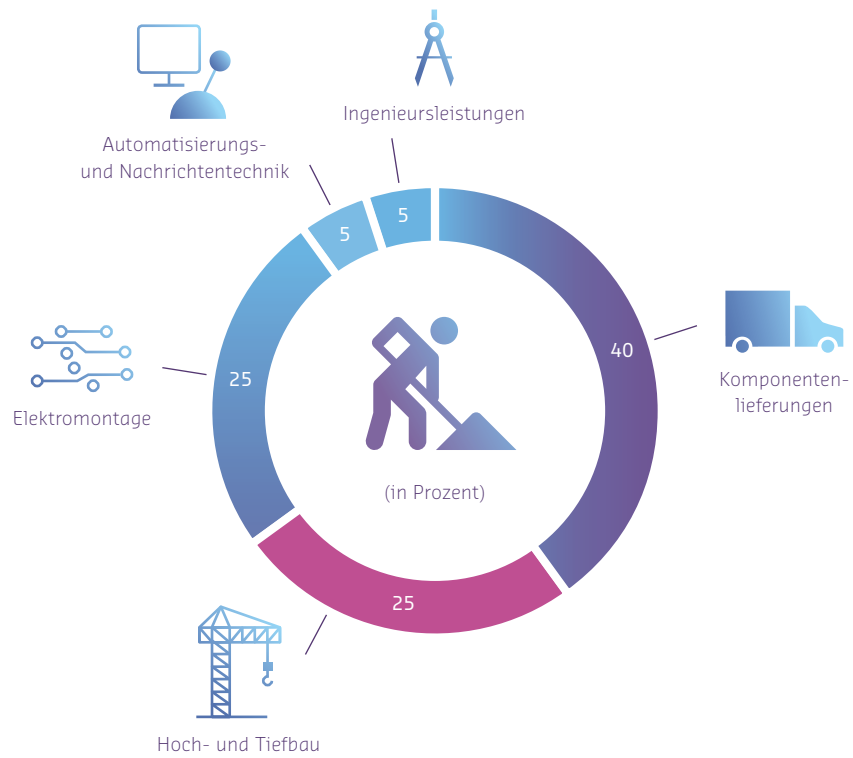 Ingenieursleistungen
Automatisierungs-
und Nachrichtentechnik
5
5
40
Komponenten-
lieferungen
25
Elektromontage
(in Prozent)
25
Hoch- und Tiefbau